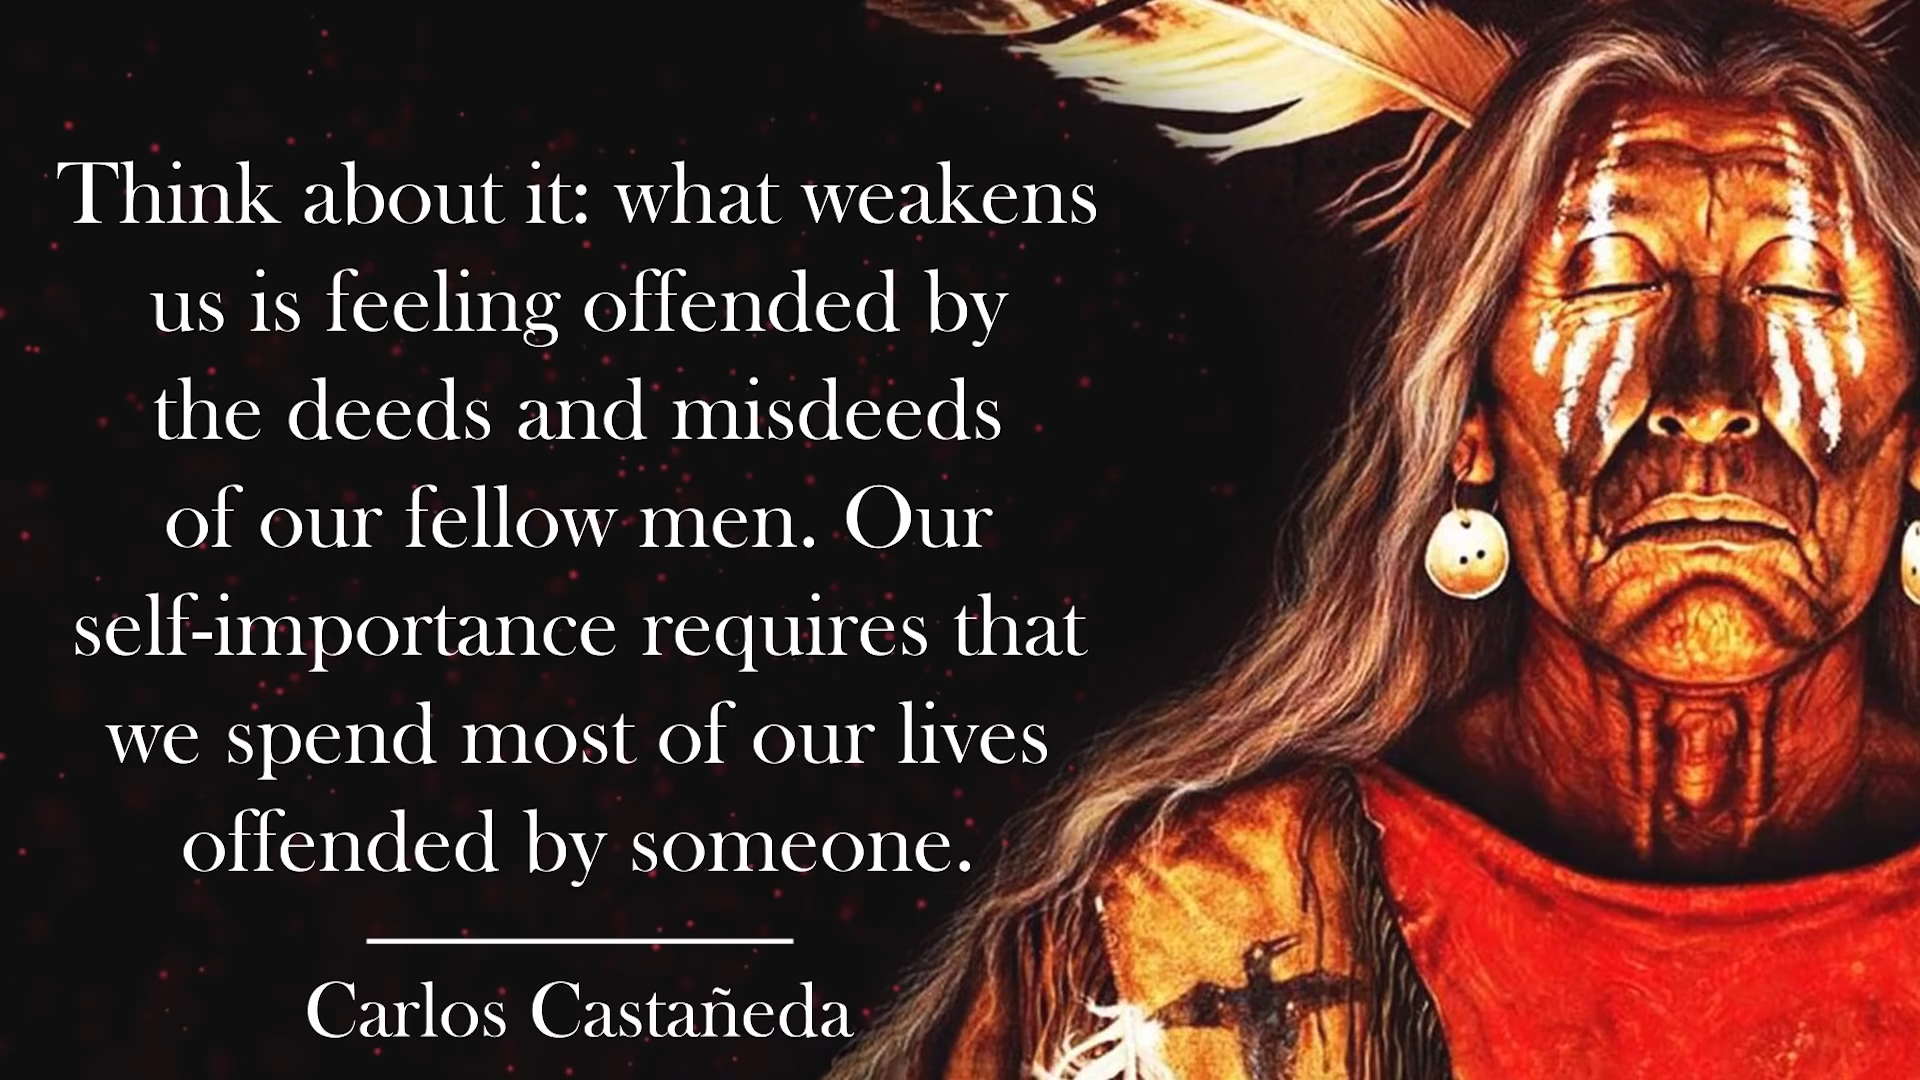 Think about it: what weakens
us is feeling offended by
the deeds and misdeeds
of our fellow men. Our
self-importance requires that
we spend most of our lives
offended by someone.
Carlos Castañeda